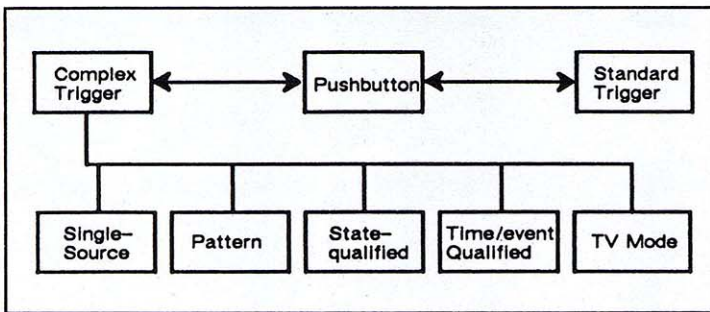 Complex
Trigger
Pushbutton
Standard
Trigger
Single-
Source
Pattern
State-
qualified
Time/event
Qualified
TV Mode